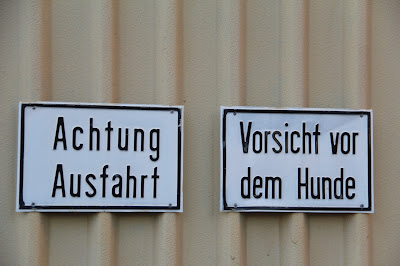 Achtung
Ausfahrt
Vorsicht vor
dem Hunde